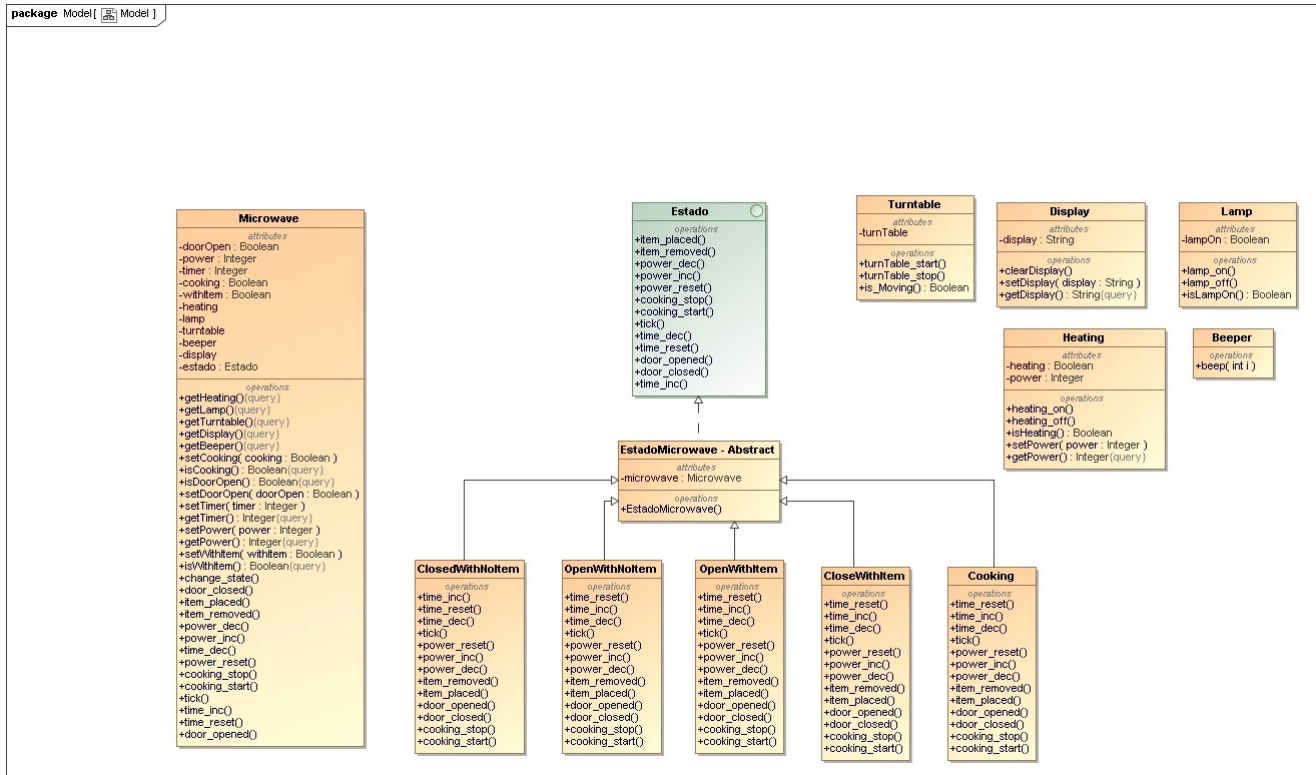 package Model[ Model ]
Microwave
attributes
-doorOpen : Boolean
-power : Integer
-timer : Integer
-cooking : Boolean
-withItem : Boolean
-heating
-lamp
-turntable
-beeper
-display
-estado : Estado
operations
+getHeating(){query}
+getLamp(){query}
+getTurntable(){query}
+getDisplay(){query}
+getBeeper(){query}
+setCooking( cooking : Boolean )
+isCooking() : Boolean{query}
+isDoorOpen() : Boolean{query}
+setDoorOpen( doorOpen : Boolean )
+setTimer( timer : Integer )
+getTimer() : Integer{query}
+setPower( power : Integer )
+getPower() : Integer{query}
+setWithItem( withItem : Boolean )
+isWithItem() : Boolean{query}
+change_state()
+door_closed()
+item_placed()
+item_removed()
+power_dec()
+power_inc()
+time_dec()
+power_reset()
+cooking_stop()
+cooking_start()
+tick()
+time_inc()
+time_reset()
+door_opened()
Estado
operations
+item_placed()
+item_removed()
+power_dec()
+power_inc()
+power_reset()
+cooking_stop()
+cooking_start()
+tick()
+time_dec()
+time_reset()
+door_opened()
+door_closed()
+time_inc()
Turntable
attributes
-turnTable
operations
+turnTable_start()
+turnTable_stop()
+is_Moving() : Boolean
Display
attributes
-display : String
operations
+clearDisplay()
+setDisplay( display : String )
+getDisplay() : String{query}
Lamp
attributes
-lampOn : Boolean
operations
+lamp_on()
+lamp_off()
+isLampOn() : Boolean
Heating
attributes
-heating : Boolean
-power : Integer
operations
+heating_on()
+heating_off()
+isHeating() : Boolean
+setPower( power : Integer )
+getPower() : Integer{query}
Beeper
operations
+beep( int i )
EstadoMicrowave - Abstract
attributes
-microwave : Microwave
operations
+EstadoMicrowave()
ClosedWithNoItem
operations
+time_inc()
+time_reset()
+time_dec()
+tick()
+power_reset()
+power_inc()
+power_dec()
+item_removed()
+item_placed()
+door_opened()
+door_closed()
+cooking_stop()
+cooking_start()
OpenWithNoItem
operations
+time_reset()
+time_inc()
+time_dec()
+tick()
+power_reset()
+power_inc()
+power_dec()
+item_removed()
+item_placed()
+door_opened()
+door_closed()
+cooking_stop()
+cooking_start()
OpenWithItem
operations
+time_reset()
+time_inc()
+time_dec()
+tick()
+power_reset()
+power_inc()
+power_dec()
+item_removed()
+item_placed()
+door_opened()
+door_closed()
+cooking_stop()
+cooking_start()
CloseWithItem
operations
+time_reset()
+time_inc()
+time_dec()
+tick()
+power_reset()
+power_inc()
+power_dec()
+item_removed()
+item_placed()
+door_opened()
+door_closed()
+cooking_stop()
+cooking_start()
Cooking
operations
+time_reset()
+time_inc()
+time_dec()
+tick()
+power_reset()
+power_inc()
+power_dec()
+item_removed()
+item_placed()
+door_opened()
+door_closed()
+cooking_stop()
+cooking_start()